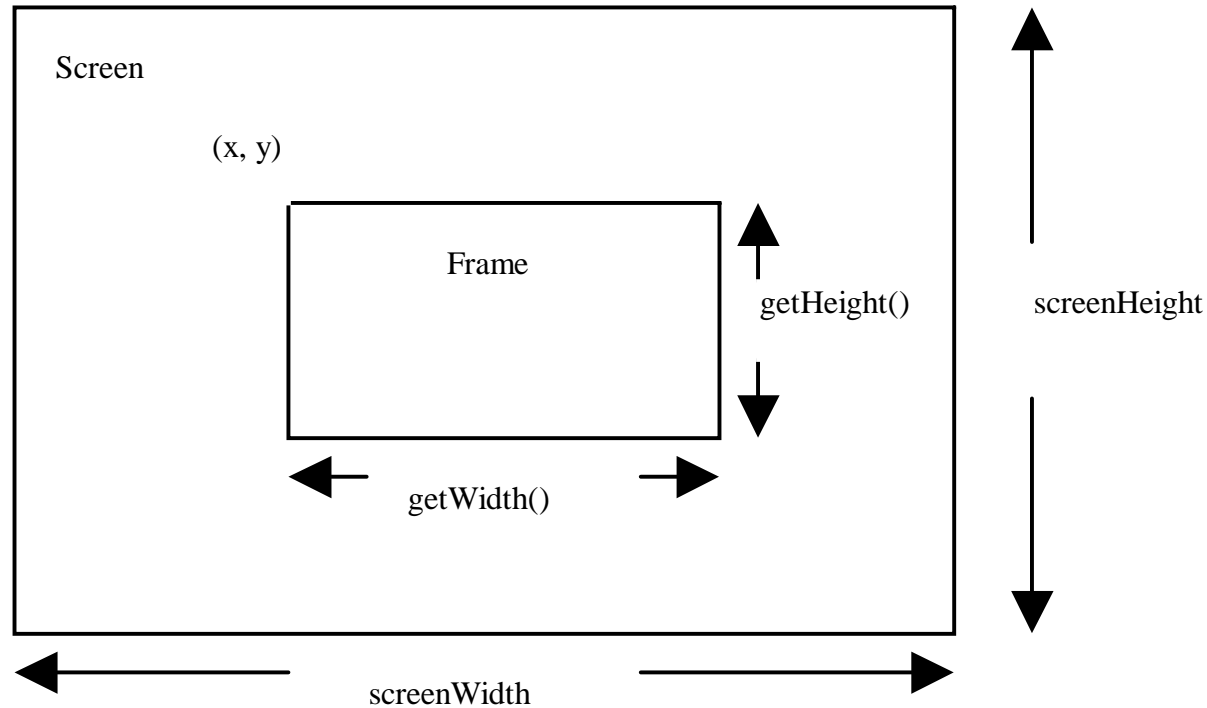 Screen
(x, y)
Frame
getHeight()
screenHeight
getWidth()
screenWidth